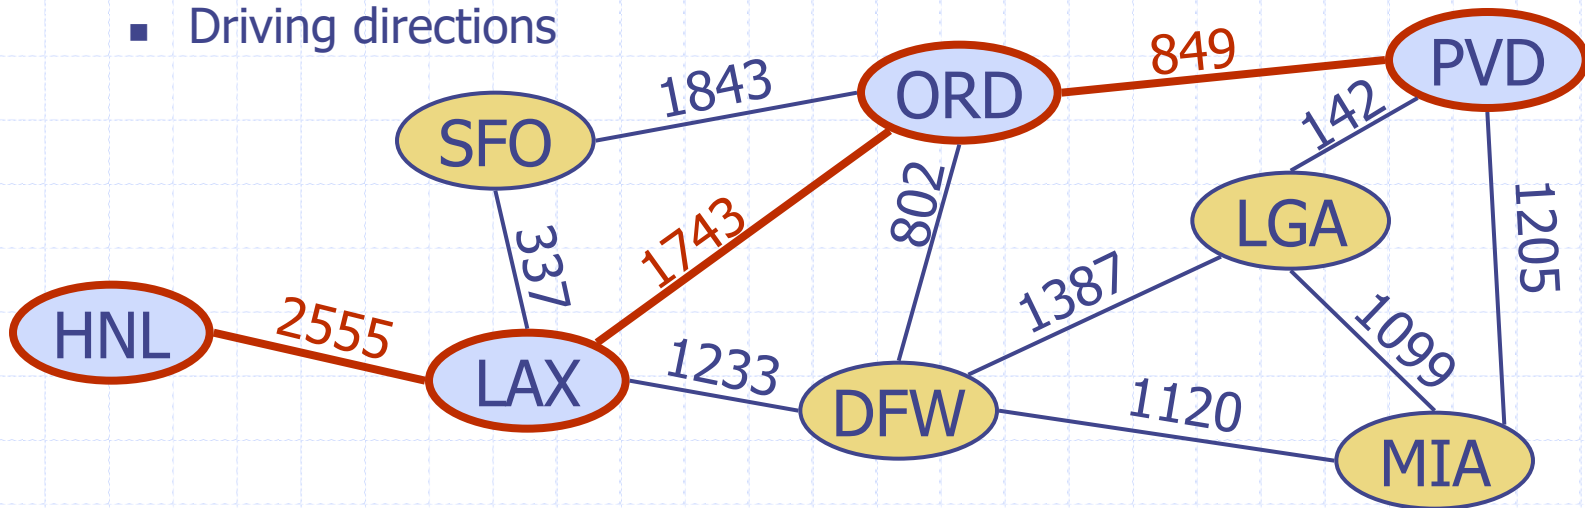 ▪ Driving directions
849
PVD
1843
ORD
142
SFO
802
LGA
1205
1743
337
1387
HNL
2555
1099
LAX
1233
DFW
1120
MIA